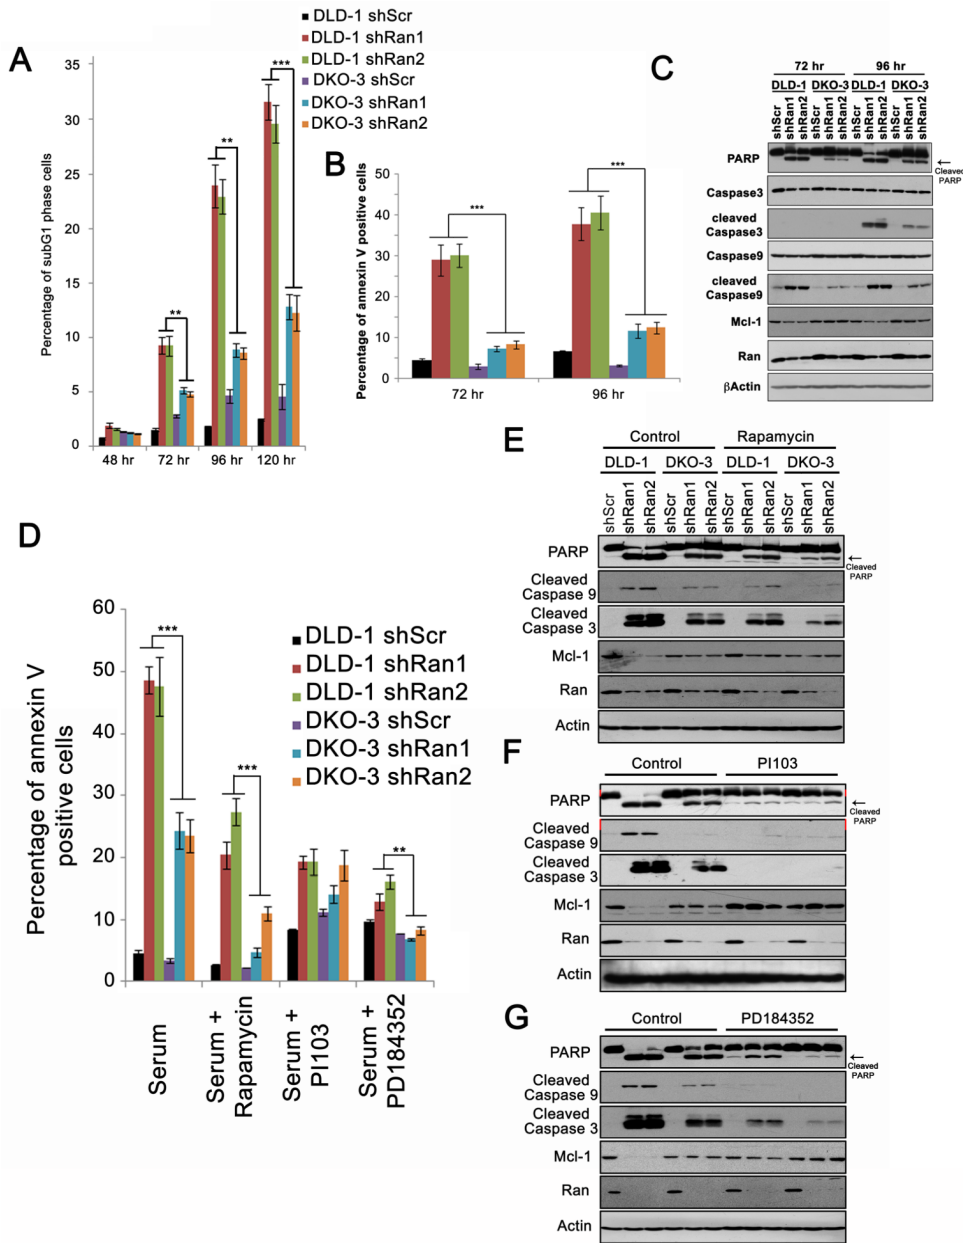 A
DLD-1 shScr
DLD-1 shRan1
DLD-1 shRan2
DKO-3 shScr
DKO-3 shRan1
DKO-3 shRan2
Percentage of subG1 phase cells
35
30
25
20
15
10
5
0
***
**
**
48 hr
72 hr
96 hr
120 hr
B
Percentage of annexin V positive cells
50
40
30
20
10
0
***
***
72 hr
96 hr
C
72 hr
96 hr
DLD-1
DKO-3
DLD-1
DKO-3
shScr
shRan1
shRan2
shScr
shRan1
shRan2
shScr
shRan1
shRan2
shScr
shRan1
shRan2
PARP
←
Cleaved
PARP
Caspase3
cleaved
Caspase3
Caspase9
cleaved
Caspase9
Mcl-1
Ran
βActin
D
Percentage of annexin V
positive cells
60
50
40
30
20
10
0
***
***
**
DLD-1 shScr
DLD-1 shRan1
DLD-1 shRan2
DKO-3 shScr
DKO-3 shRan1
DKO-3 shRan2
Serum
Serum +
Rapamycin
Serum +
PI103
Serum +
PD184352
E
Control
Rapamycin
DLD-1
DKO-3
DLD-1
DKO-3
shScr
shRan1
shRan2
shScr
shRan1
shRan2
shScr
shRan1
shRan2
shScr
shRan1
shRan2
PARP
←
Cleaved
PARP
Cleaved
Caspase 9
Cleaved
Caspase 3
Mcl-1
Ran
Actin
F
Control
PI103
PARP
←
Cleaved
PARP
Cleaved
Caspase 9
Cleaved
Caspase 3
Mcl-1
Ran
Actin
G
Control
PD184352
PARP
←
Cleaved
PARP
Cleaved
Caspase 9
Cleaved
Caspase 3
Mcl-1
Ran
Actin